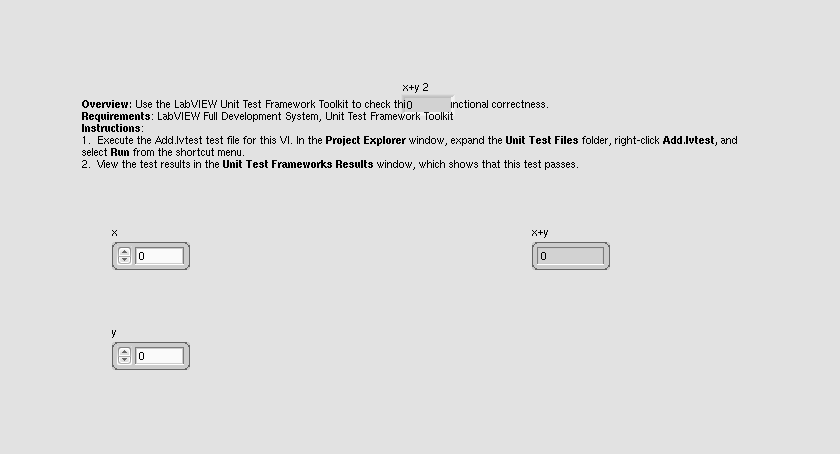 x+y 2
Overview: Use the LabVIEW Unit Test Framework Toolkit to check thi 0 nctional correctness.
Requirements: LabVIEW Full Development System, Unit Test Framework Toolkit
Instructions:
1. Execute the Add.lvtest test file for this VI. In the Project Explorer window, expand the Unit Test Files folder, right-click Add.lvtest, and
select Run from the shortcut menu.
2. View the test results in the Unit Test Frameworks Results window, which shows that this test passes.
x
x+y
0
0
y
0